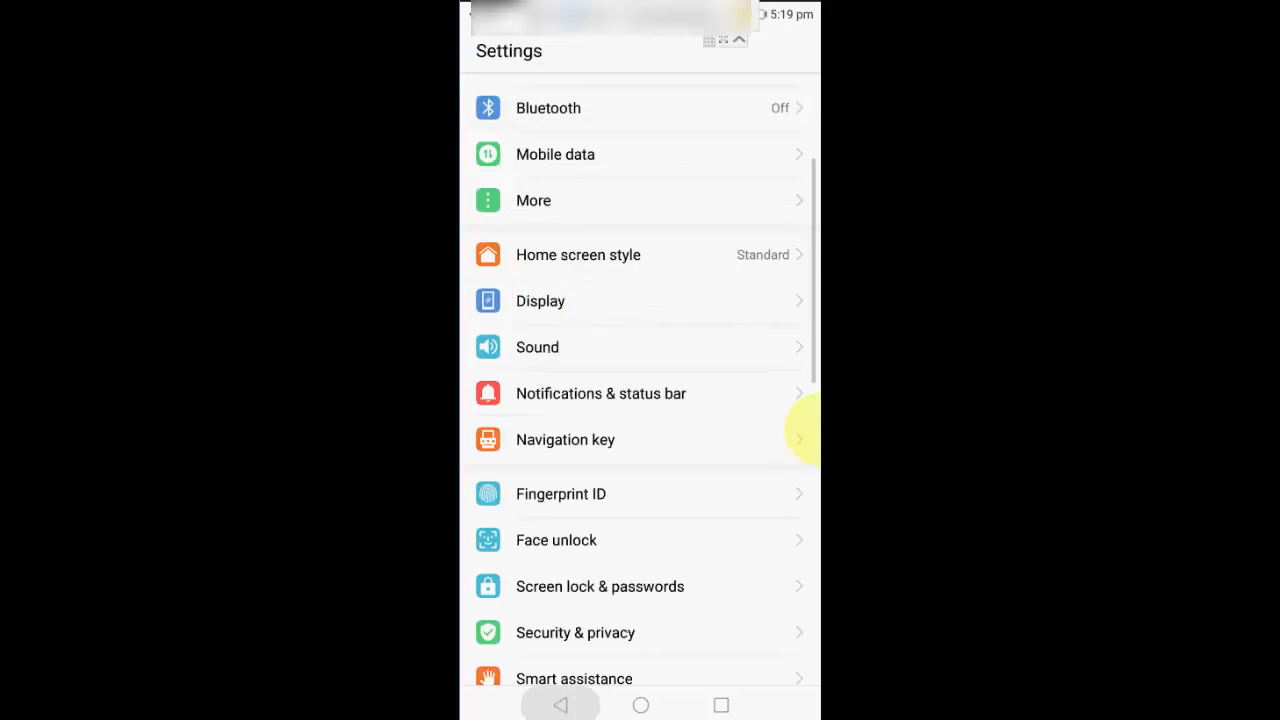 5:19 pm
Settings
Bluetooth Off
Mobile data
More
Home screen style Standard
Display
Sound
Notifications & status bar
Navigation key
Fingerprint ID
Face unlock
Screen lock & passwords
Security & privacy
Smart assistance